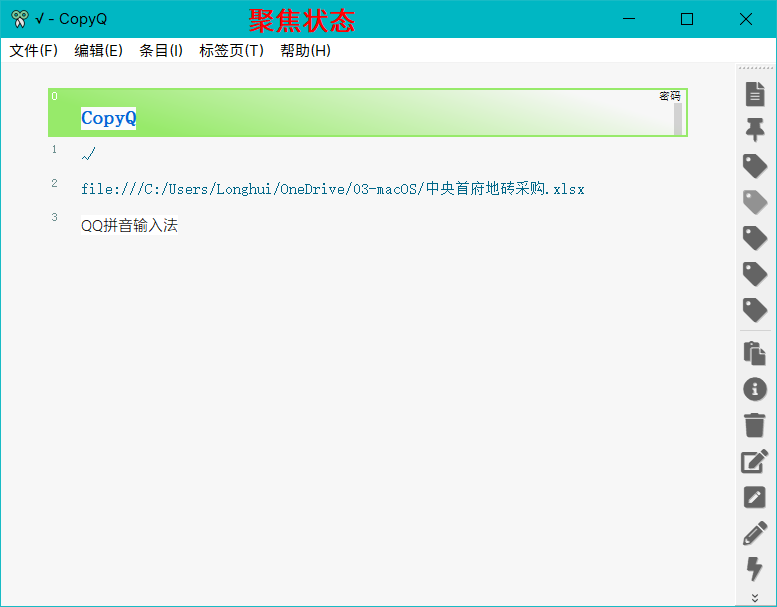 √ - CopyQ
聚焦状态
文件(F) 编辑(E) 条目(I) 标签页(T) 帮助(H)
0
密码
CopyQ
1 √
2 file:///C:/Users/Longhui/OneDrive/03-macOS/中央首府地砖采购.xlsx
3 QQ拼音输入法